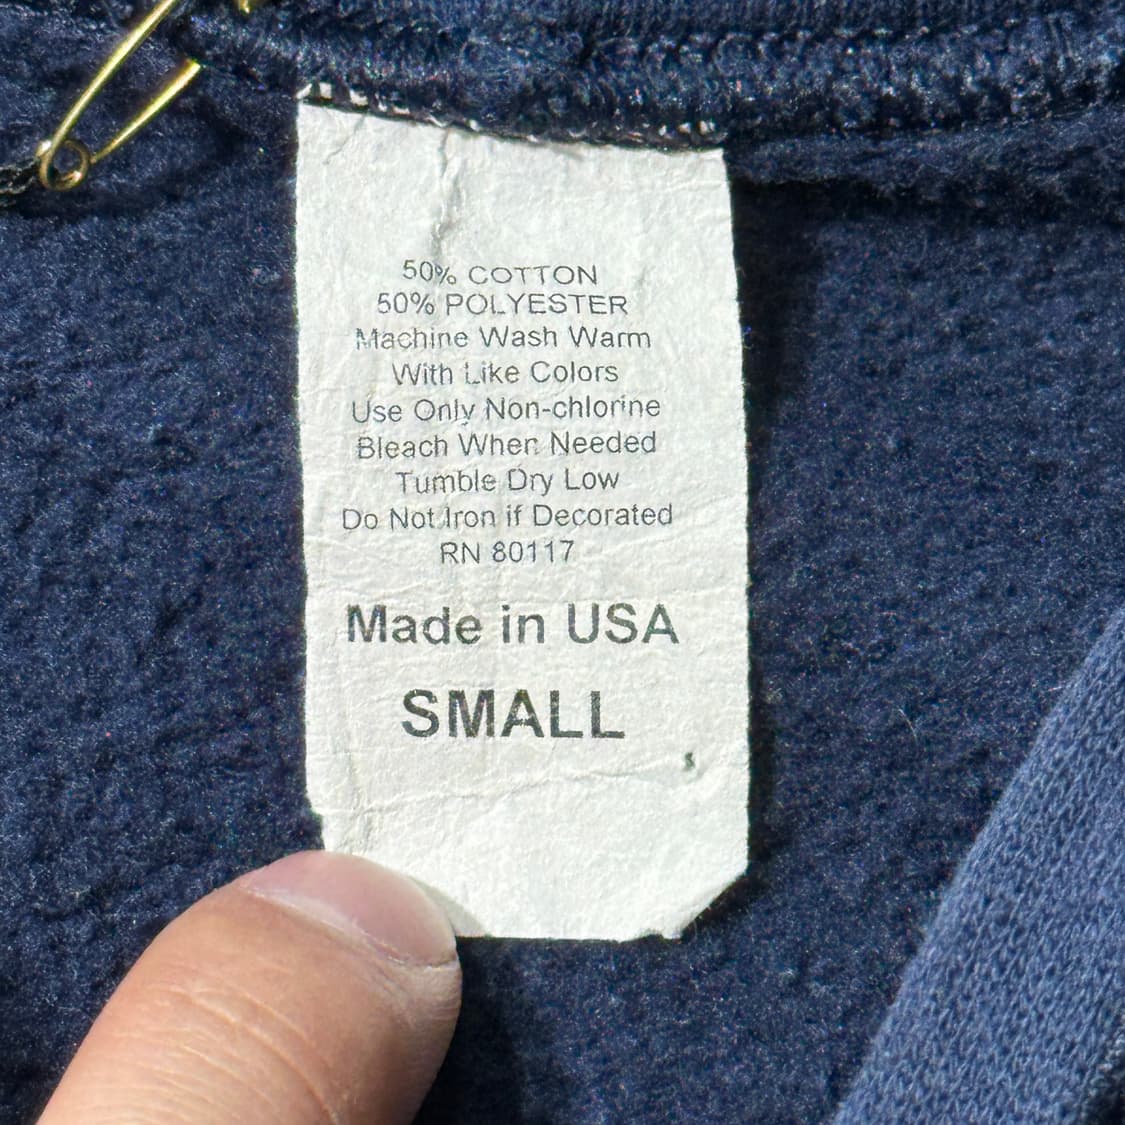 50% COTTON
50% POLYESTER
Machine Wash Warm
With Like Colors
Use Only Non-chlorine
Bleach When Needed
Tumble Dry Low
Do Not Iron if Decorated
RN 80117
Made in USA
SMALL
s